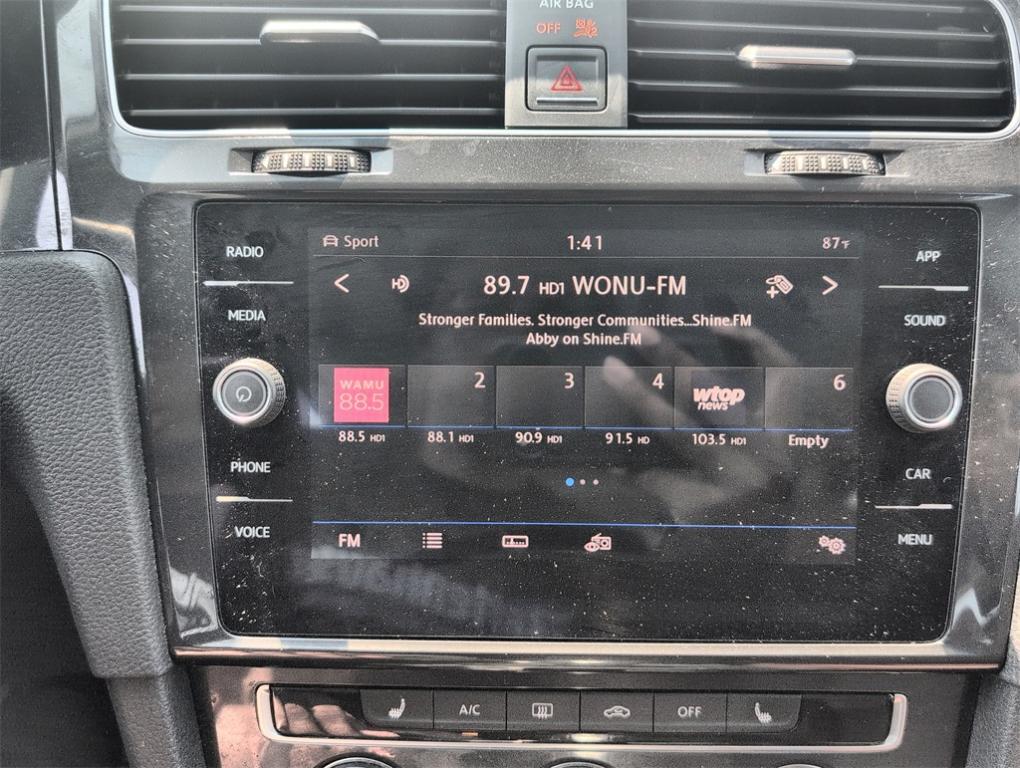 AIR BAG
OFF
Sport
1:41
87°F
RADIO
APP
89.7 HD1 WONU-FM
MEDIA
SOUND
Stronger Families. Stronger Communities...Shine.FM
Abby on Shine.FM
WAMU
88.5
2
3
4
wtop
news
6
88.5 HD1
88.1 HD1
90.9 HD1
91.5 HD
103.5 HD1
Empty
PHONE
CAR
VOICE
FM
MENU
A/C
OFF